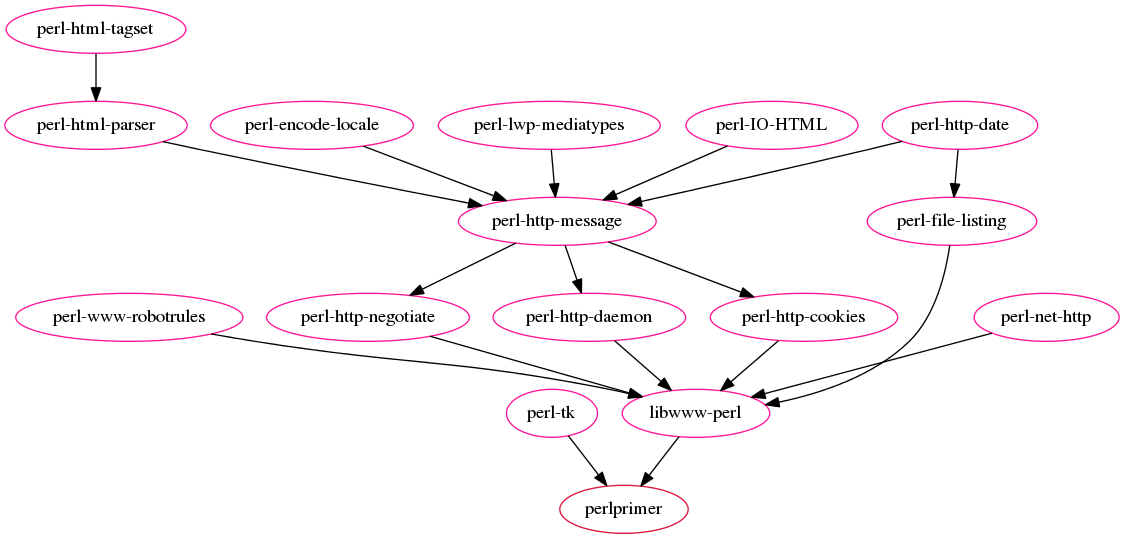 perl-html-tagset
perl-html-parser
perl-encode-locale
perl-lwp-mediatypes
perl-IO-HTML
perl-http-date
perl-http-message
perl-file-listing
perl-www-robotrules
perl-http-negotiate
perl-http-daemon
perl-http-cookies
perl-net-http
perl-tk
libwww-perl
perlprimer